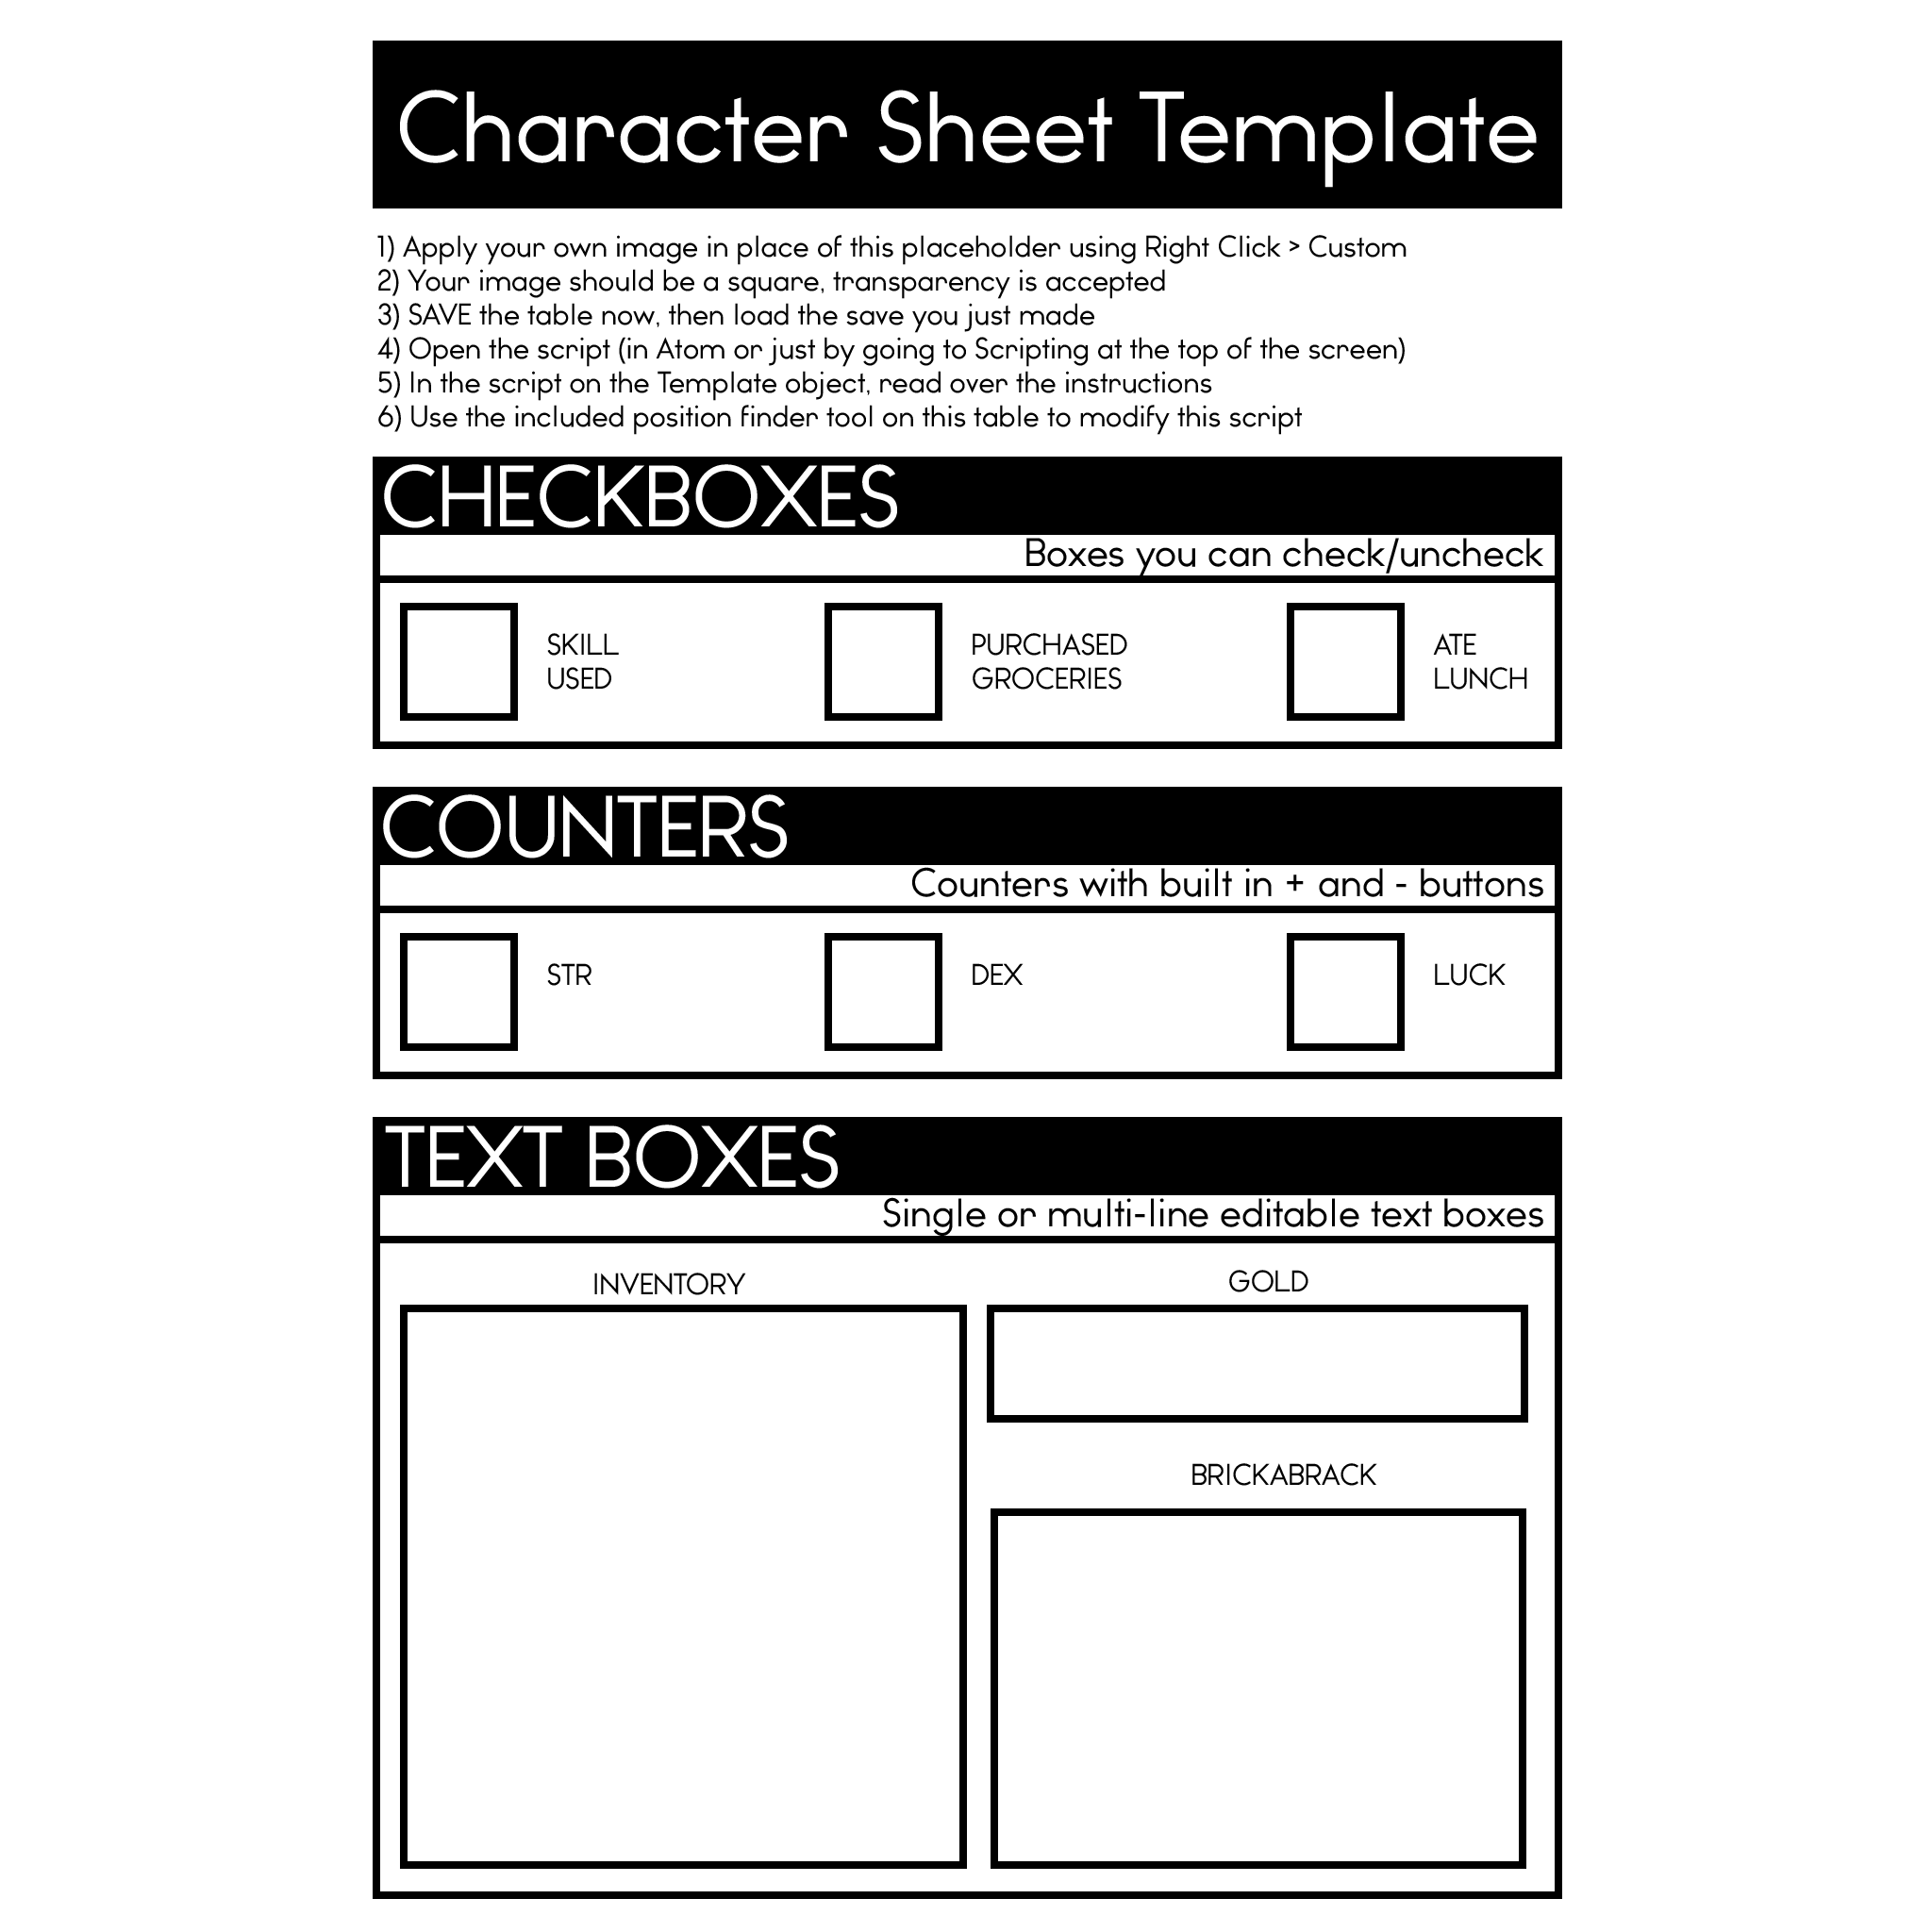 Character Sheet Template
1) Apply your own image in place of this placeholder using Right Click > Custom
2) Your image should be a square, transparency is accepted
3) SAVE the table now, then load the save you just made
4) Open the script (in Atom or just by going to Scripting at the top of the screen)
5) In the script on the Template object, read over the instructions
6) Use the included position finder tool on this table to modify this script
CHECKBOXES
Boxes you can check/uncheck
SKILL
USED
PURCHASED
GROCERIES
ATE
LUNCH
COUNTERS
Counters with built in + and - buttons
STR
DEX
LUCK
TEXT BOXES
Single or multi-line editable text boxes
INVENTORY
GOLD
BRICKABRACK